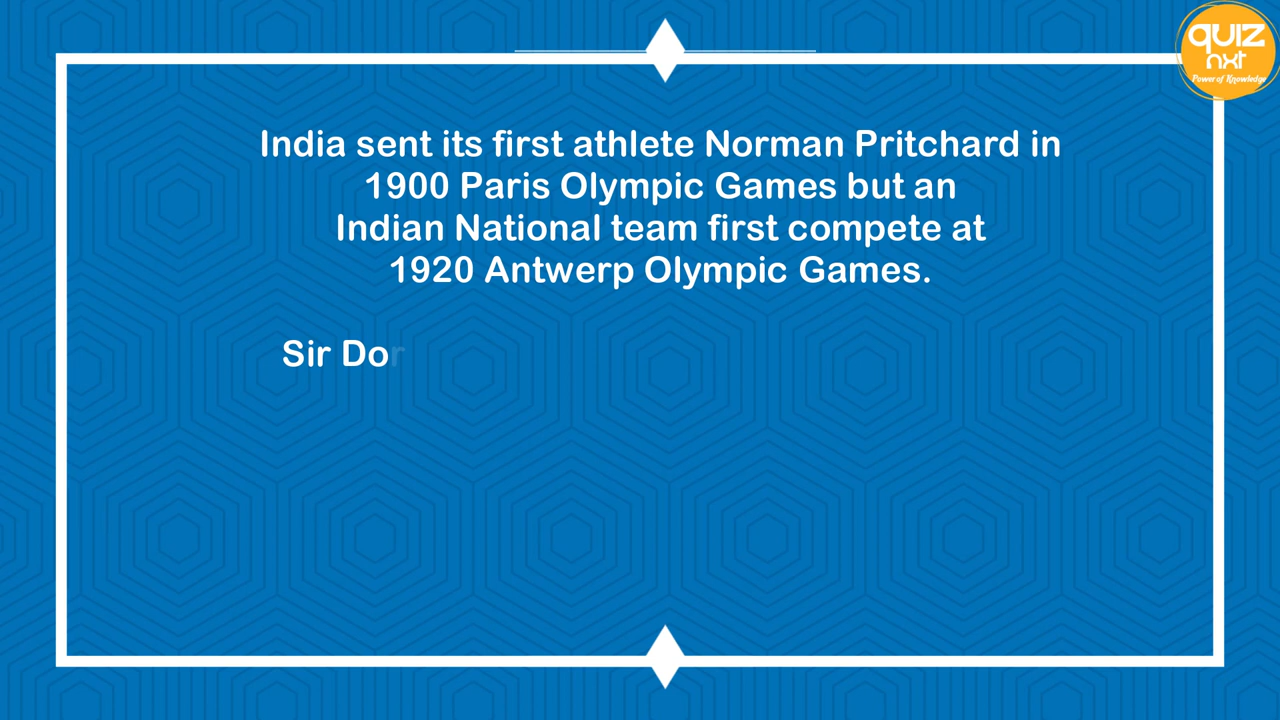 quiz
nxt
Power of Knowledge
India sent its first athlete Norman Pritchard in
1900 Paris Olympic Games but an
Indian National team first compete at
1920 Antwerp Olympic Games.
Sir Dor